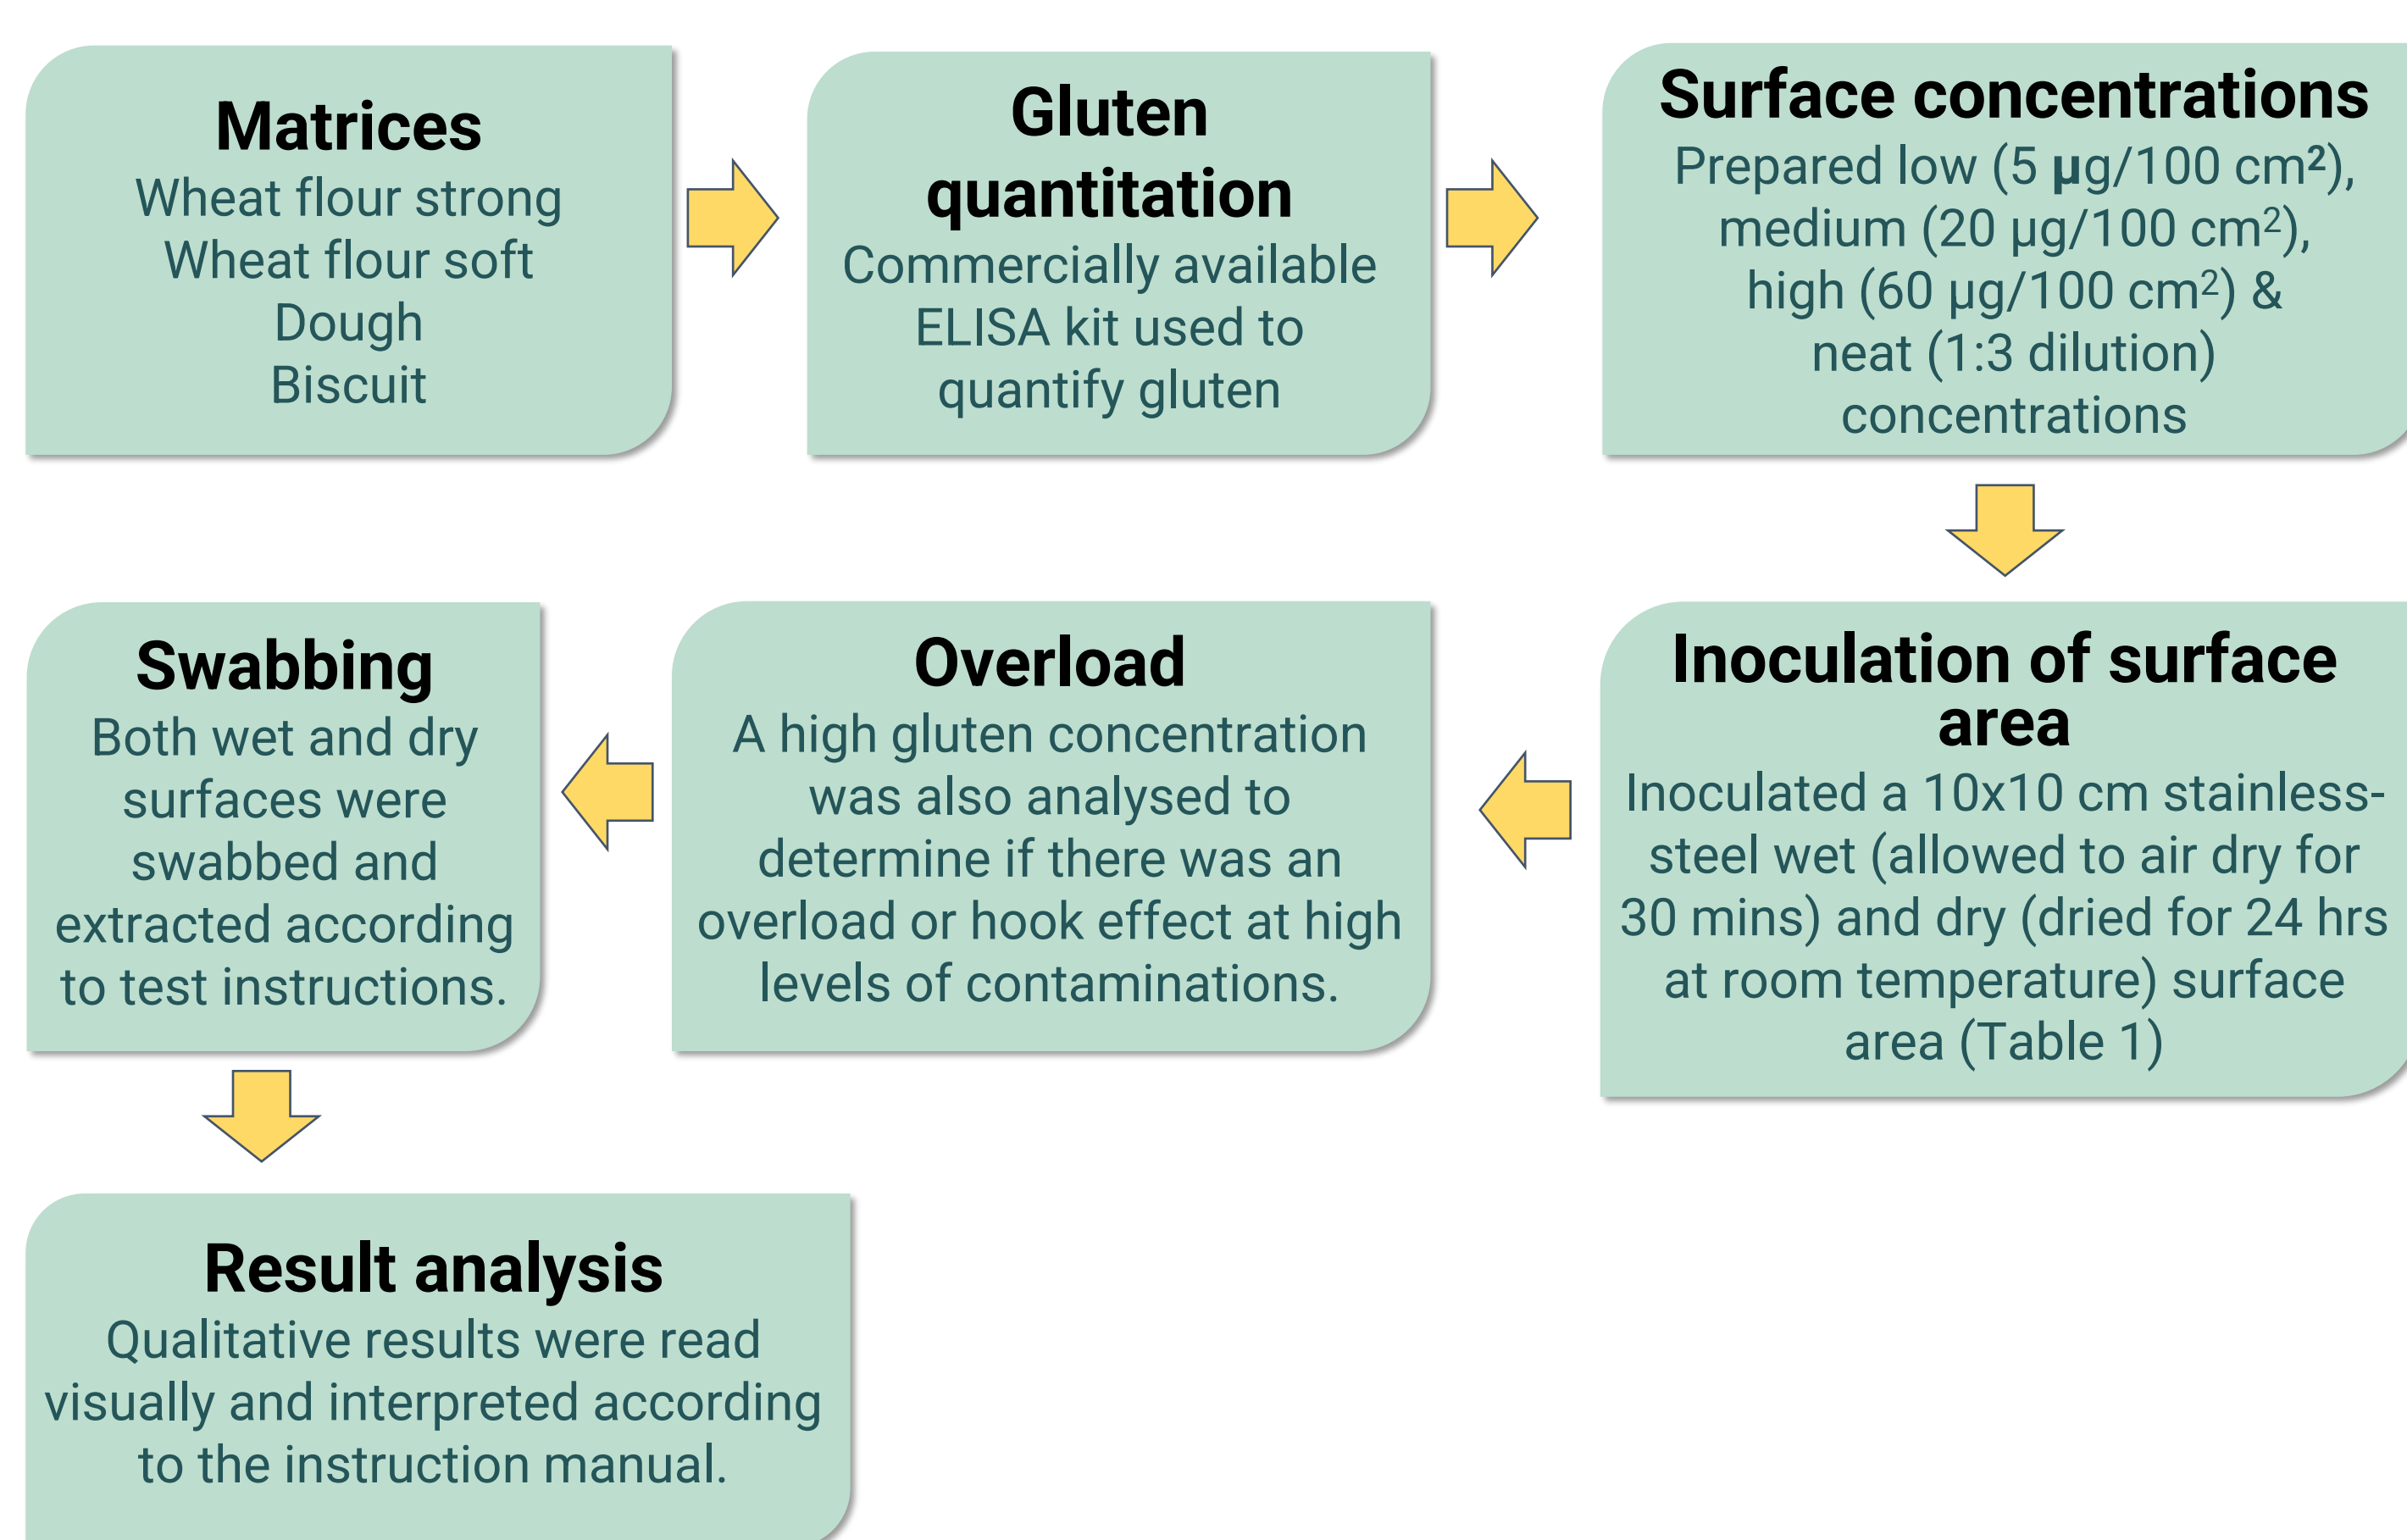 Matrices
Wheat flour strong
Wheat flour soft
Dough
Biscuit
Gluten
quantitation
Commercially available
ELISA kit used to
quantify gluten
Surface concentrations
Prepared low (5 µg/100 cm²),
medium (20 µg/100 cm²),
high (60 µg/100 cm²) &
neat (1:3 dilution)
concentrations
Inoculation of surface
area
Inoculated a 10x10 cm stainless-
steel wet (allowed to air dry for
30 mins) and dry (dried for 24 hrs
at room temperature) surface
area (Table 1)
Overload
A high gluten concentration
was also analysed to
determine if there was an
overload or hook effect at high
levels of contaminations.
Swabbing
Both wet and dry
surfaces were
swabbed and
extracted according
to test instructions.
Result analysis
Qualitative results were read
visually and interpreted according
to the instruction manual.